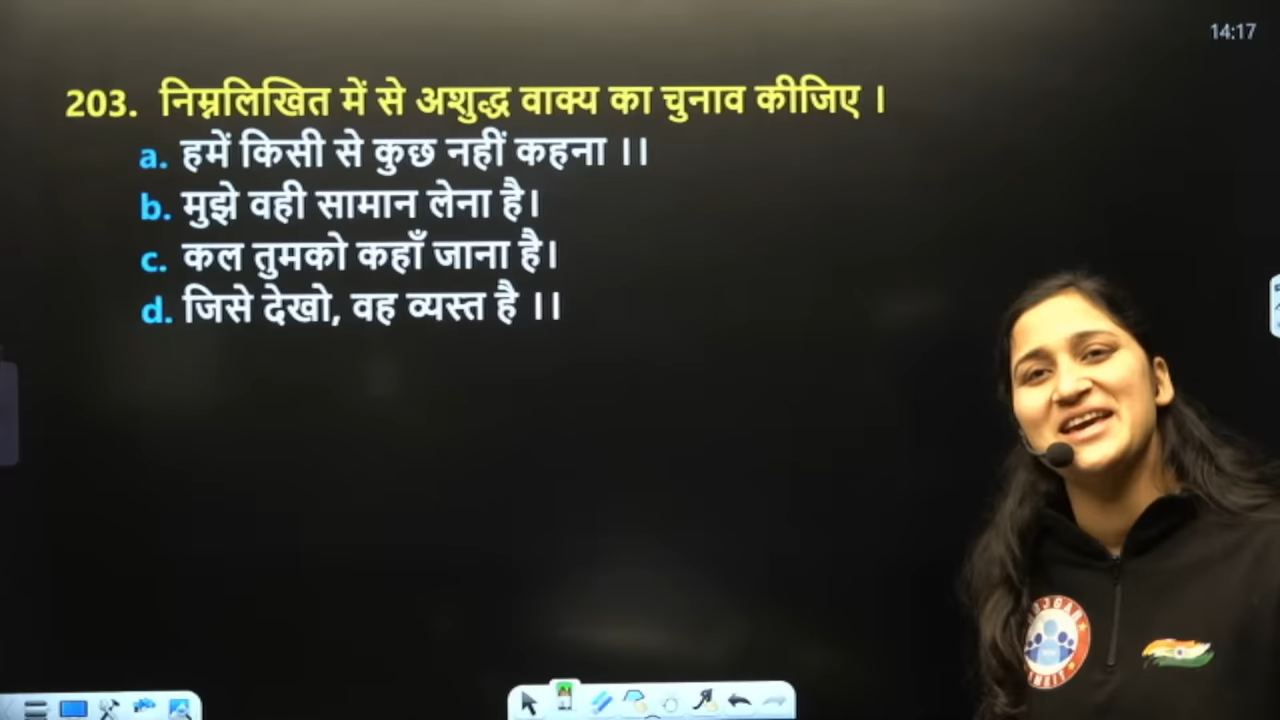 14:17
203. निम्नलिखित में से अशुद्ध वाक्य का चुनाव कीजिए ।
a. हमें किसी से कुछ नहीं कहना ।।
b. मुझे वही सामान लेना है।
c. कल तुमको कहाँ जाना है।
d. जिसे देखो, वह व्यस्त है ।।